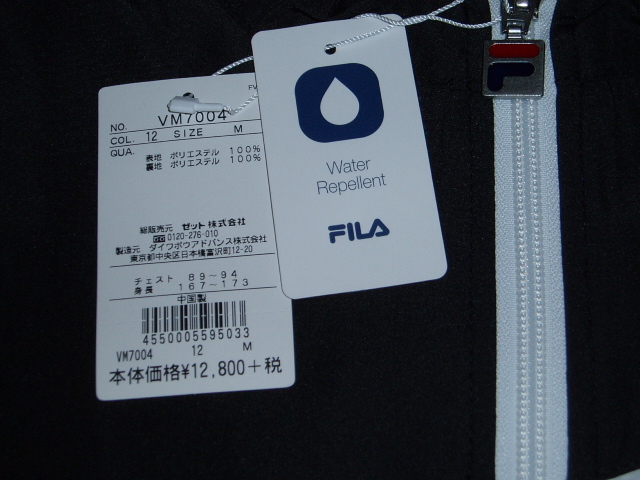 FV
NO. VM7004
COL. 12 SIZE M
QUA. 表地 ポリエステル 100%
裏地 ポリエステル 100%
総販売元 ゼット株式会社
0120-276-010
製造元 ダイワボウアドバンス株式会社
東京都中央区日本橋富沢町12-20
チェスト 89~94
身長 167~173
中国製
4550005595033
VM7004 12 M
本体価格¥12,800+税
Water
Repellent
FILA
F